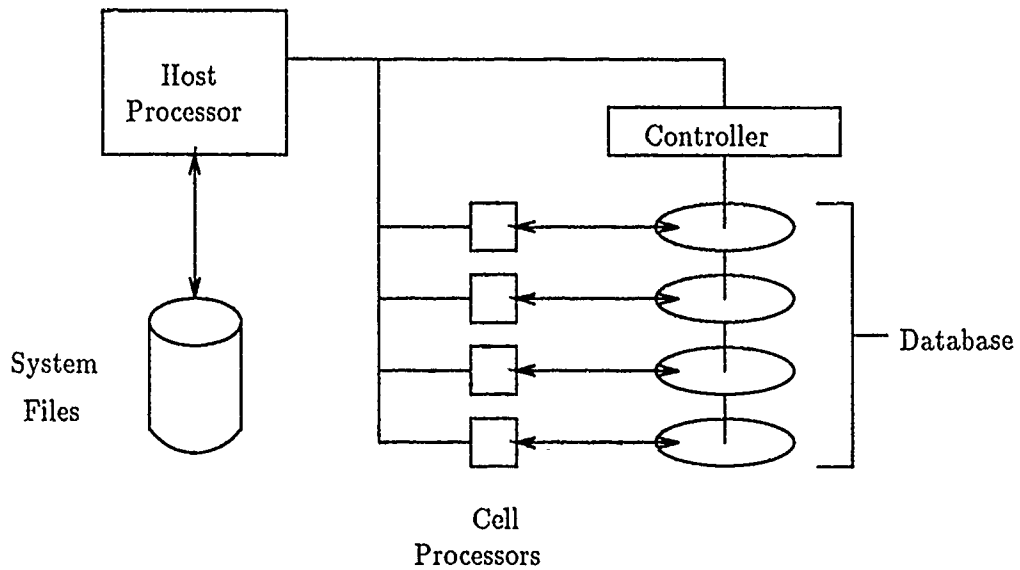 Host
Processor
Controller
Database
System
Files
Cell
Processors